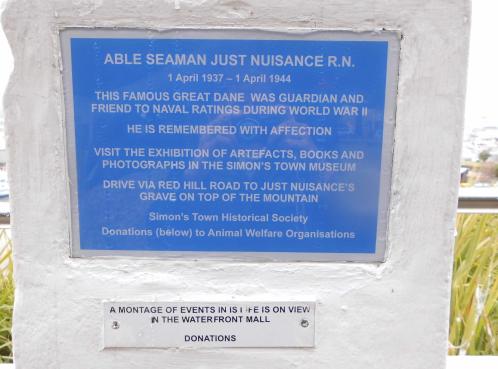 ABLE SEAMAN JUST NUISANCE R.N.
1 April 1937 – 1 April 1944
THIS FAMOUS GREAT DANE WAS GUARDIAN AND
FRIEND TO NAVAL RATINGS DURING WORLD WAR II
HE IS REMEMBERED WITH AFFECTION
VISIT THE EXHIBITION OF ARTEFACTS, BOOKS AND
PHOTOGRAPHS IN THE SIMON'S TOWN MUSEUM
DRIVE VIA RED HILL ROAD TO JUST NUISANCE'S
GRAVE ON TOP OF THE MOUNTAIN
Simon's Town Historical Society
Donations (below) to Animal Welfare Organisations
A MONTAGE OF EVENTS IN IS LIFE IS ON VIEW
IN THE WATERFRONT MALL
DONATIONS